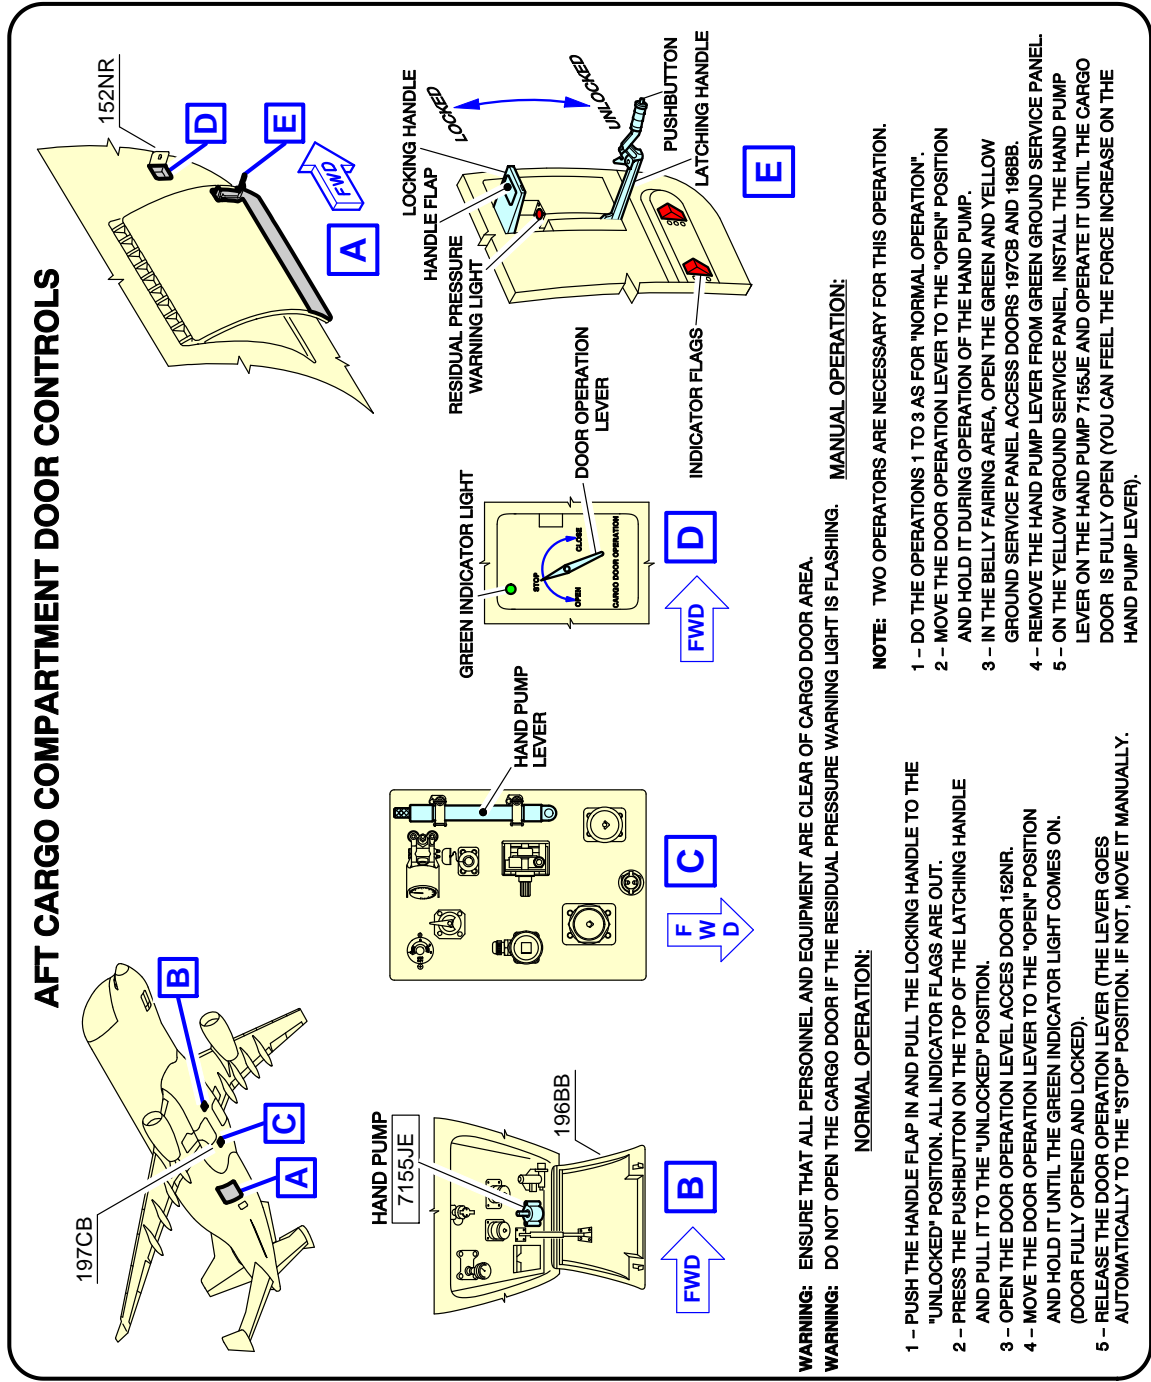 AFT CARGO COMPARTMENT DOOR CONTROLS
197CB
B
C
A
152NR
D
E
FWD
A
HAND PUMP
7155JE
196BB
FWD
B
HAND PUMP
LEVER
F
W
D
C
GREEN INDICATOR LIGHT
STOP
OPEN
CLOSE
CARGO DOOR OPERATION
DOOR OPERATION
LEVER
FWD
D
LOCKING HANDLE
HANDLE FLAP
RESIDUAL PRESSURE
WARNING LIGHT
LOCKED
UNLOCKED
PUSHBUTTON
LATCHING HANDLE
INDICATOR FLAGS
E
WARNING: ENSURE THAT ALL PERSONNEL AND EQUIPMENT ARE CLEAR OF CARGO DOOR AREA.
WARNING: DO NOT OPEN THE CARGO DOOR IF THE RESIDUAL PRESSURE WARNING LIGHT IS FLASHING.
NORMAL OPERATION:
1 – PUSH THE HANDLE FLAP IN AND PULL THE LOCKING HANDLE TO THE
"UNLOCKED" POSITION. ALL INDICATOR FLAGS ARE OUT.
2 – PRESS THE PUSHBUTTON ON THE TOP OF THE LATCHING HANDLE
AND PULL IT TO THE "UNLOCKED" POSITION.
3 – OPEN THE DOOR OPERATION LEVEL ACCES DOOR 152NR.
4 – MOVE THE DOOR OPERATION LEVER TO THE "OPEN" POSITION
AND HOLD IT UNTIL THE GREEN INDICATOR LIGHT COMES ON.
(DOOR FULLY OPENED AND LOCKED).
5 – RELEASE THE DOOR OPERATION LEVER (THE LEVER GOES
AUTOMATICALLY TO THE "STOP" POSITION. IF NOT, MOVE IT MANUALLY.
MANUAL OPERATION:
NOTE: TWO OPERATORS ARE NECESSARY FOR THIS OPERATION.
1 – DO THE OPERATIONS 1 TO 3 AS FOR "NORMAL OPERATION".
2 – MOVE THE DOOR OPERATION LEVER TO THE "OPEN" POSITION
AND HOLD IT DURING OPERATION OF THE HAND PUMP.
3 – IN THE BELLY FAIRING AREA, OPEN THE GREEN AND YELLOW
GROUND SERVICE PANEL ACCESS DOORS 197CB AND 196BB.
4 – REMOVE THE HAND PUMP LEVER FROM GREEN GROUND SERVICE PANEL.
5 – ON THE YELLOW GROUND SERVICE PANEL, INSTALL THE HAND PUMP
LEVER ON THE HAND PUMP 7155JE AND OPERATE IT UNTIL THE CARGO
DOOR IS FULLY OPEN (YOU CAN FEEL THE FORCE INCREASE ON THE
HAND PUMP LEVER).